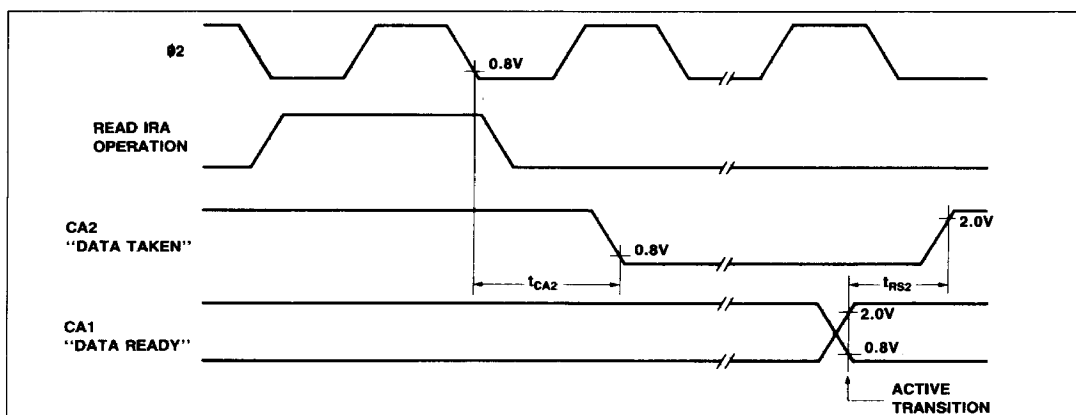 ϕ2
0.8V
READ IRA
OPERATION
CA2
"DATA TAKEN"
0.8V
2.0V
tCA2
tRS2
CA1
"DATA READY"
2.0V
0.8V
ACTIVE
TRANSITION